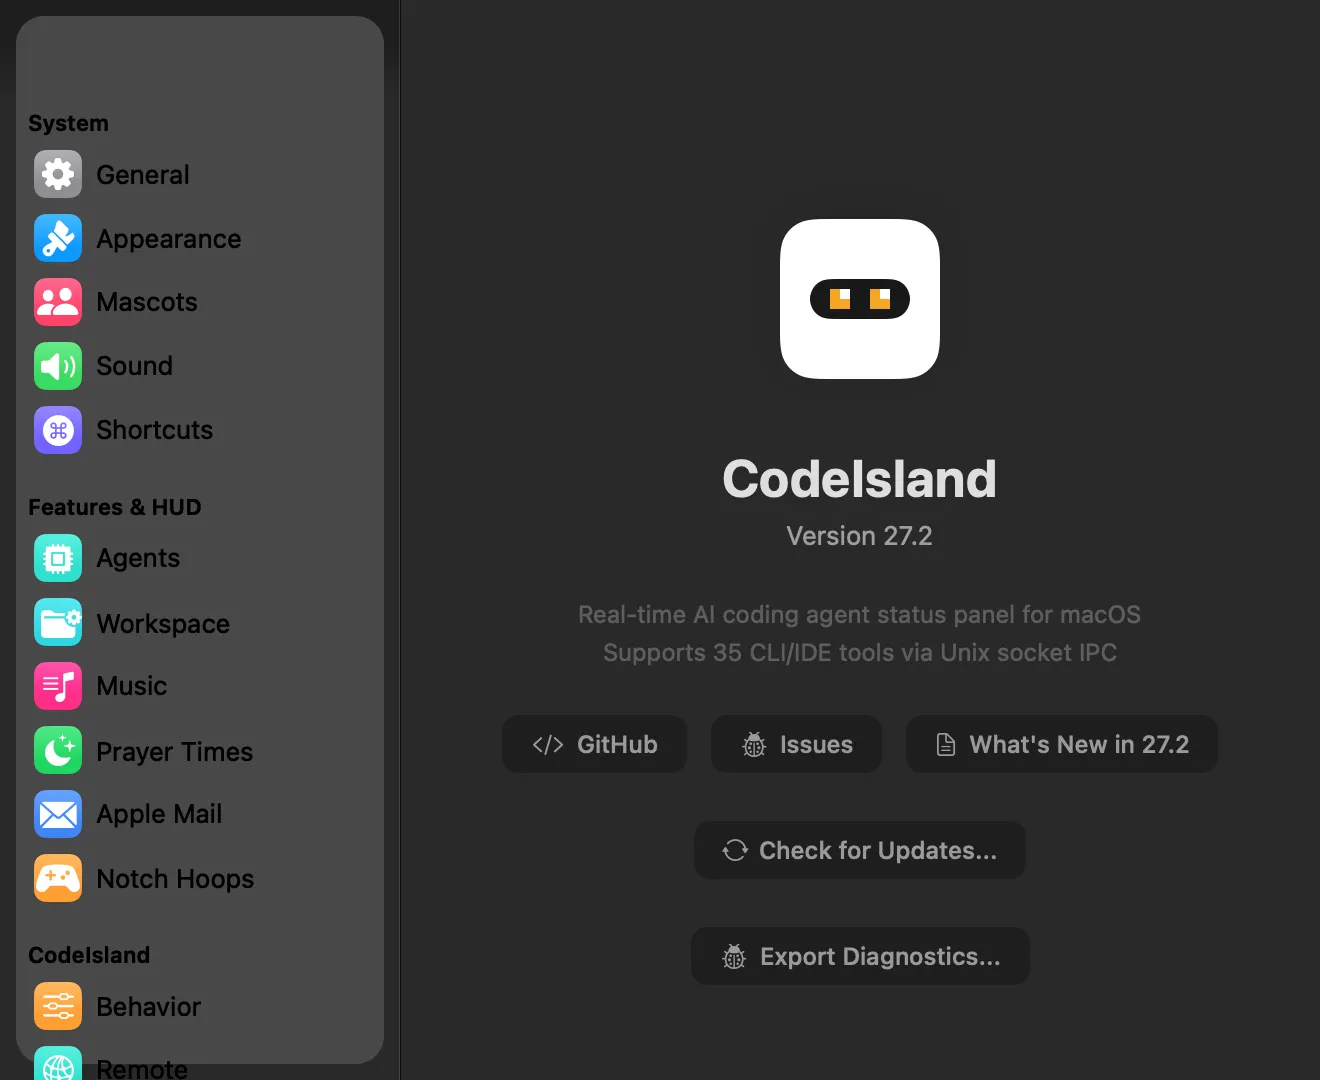 System
General
Appearance
Mascots
Sound
Shortcuts
Features & HUD
Agents
Workspace
Music
Prayer Times
Apple Mail
Notch Hoops
CodeIsland
Behavior
Remote
CodeIsland
Version 27.2
Real-time AI coding agent status panel for macOS
Supports 35 CLI/IDE tools via Unix socket IPC
GitHub
Issues
What's New in 27.2
Check for Updates...
Export Diagnostics...